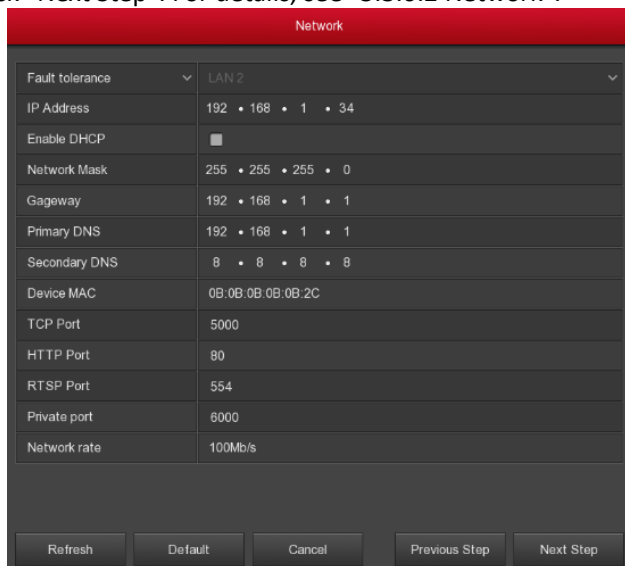 Network
Fault tolerance LAN 2
IP Address 192 • 168 • 1 • 34
Enable DHCP
Network Mask 255 • 255 • 255 • 0
Gageway 192 • 168 • 1 • 1
Primary DNS 192 • 168 • 1 • 1
Secondary DNS 8 • 8 • 8 • 8
Device MAC 0B:0B:0B:0B:0B:2C
TCP Port 5000
HTTP Port 80
RTSP Port 554
Private port 6000
Network rate 100Mb/s
Refresh Default Cancel Previous Step Next Step